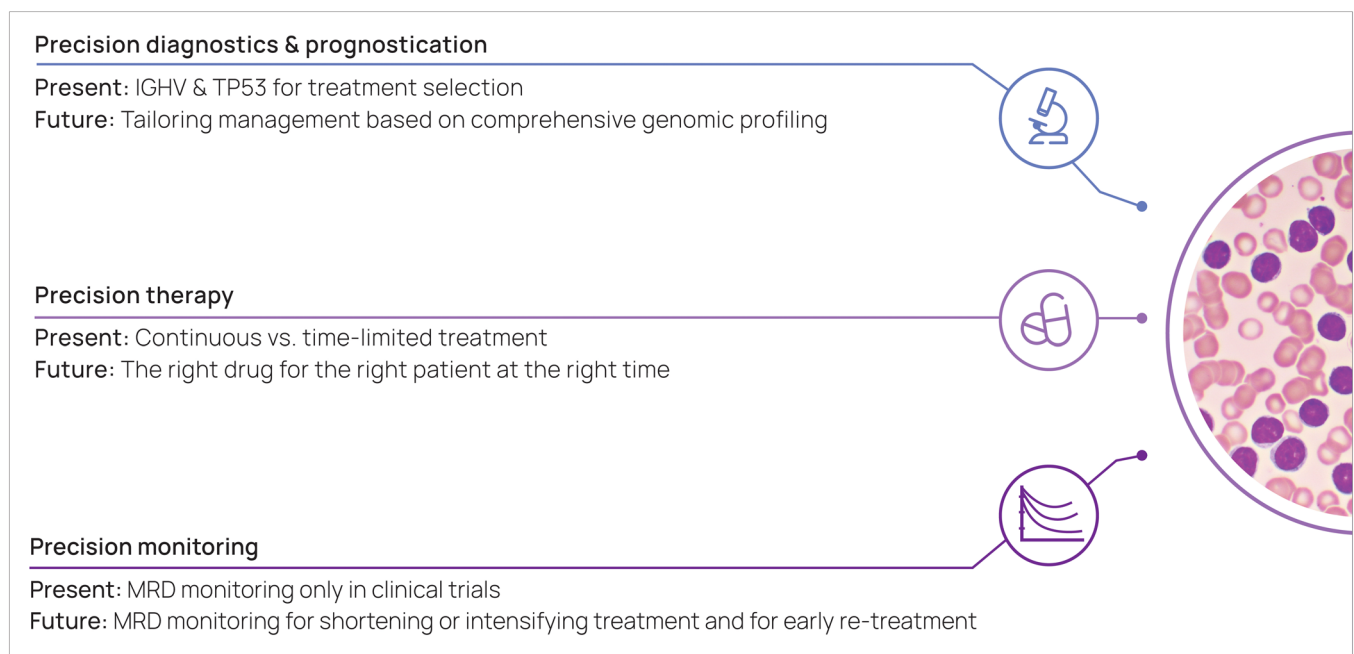 Precision diagnostics & prognostication
Present: IGHV & TP53 for treatment selection
Future: Tailoring management based on comprehensive genomic profiling
Precision therapy
Present: Continuous vs. time-limited treatment
Future: The right drug for the right patient at the right time
Precision monitoring
Present: MRD monitoring only in clinical trials
Future: MRD monitoring for shortening or intensifying treatment and for early re-treatment